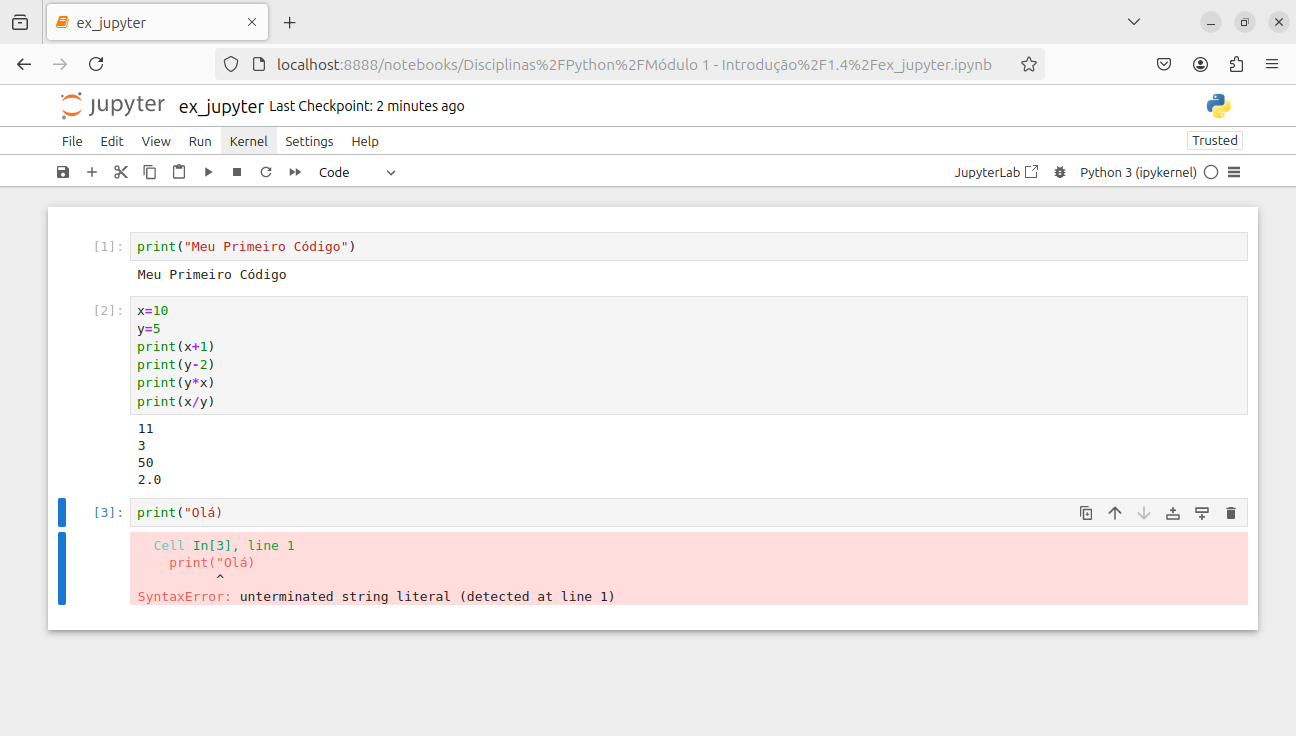 ex_jupyter
localhost:8888/notebooks/Disciplinas%2FPython%2FMódulo 1 - Introdução%2F1.4%2Fex_jupyter.ipynb
jupyter ex_jupyter Last Checkpoint: 2 minutes ago
File Edit View Run Kernel Settings Help Trusted
Code JupyterLab Python 3 (ipykernel)
[1]: print("Meu Primeiro Código")
Meu Primeiro Código
[2]: x=10
y=5
print(x+1)
print(y-2)
print(y*x)
print(x/y)
11
3
50
2.0
[3]: print("Olá)
Cell In[3], line 1
print("Olá)
^
SyntaxError: unterminated string literal (detected at line 1)